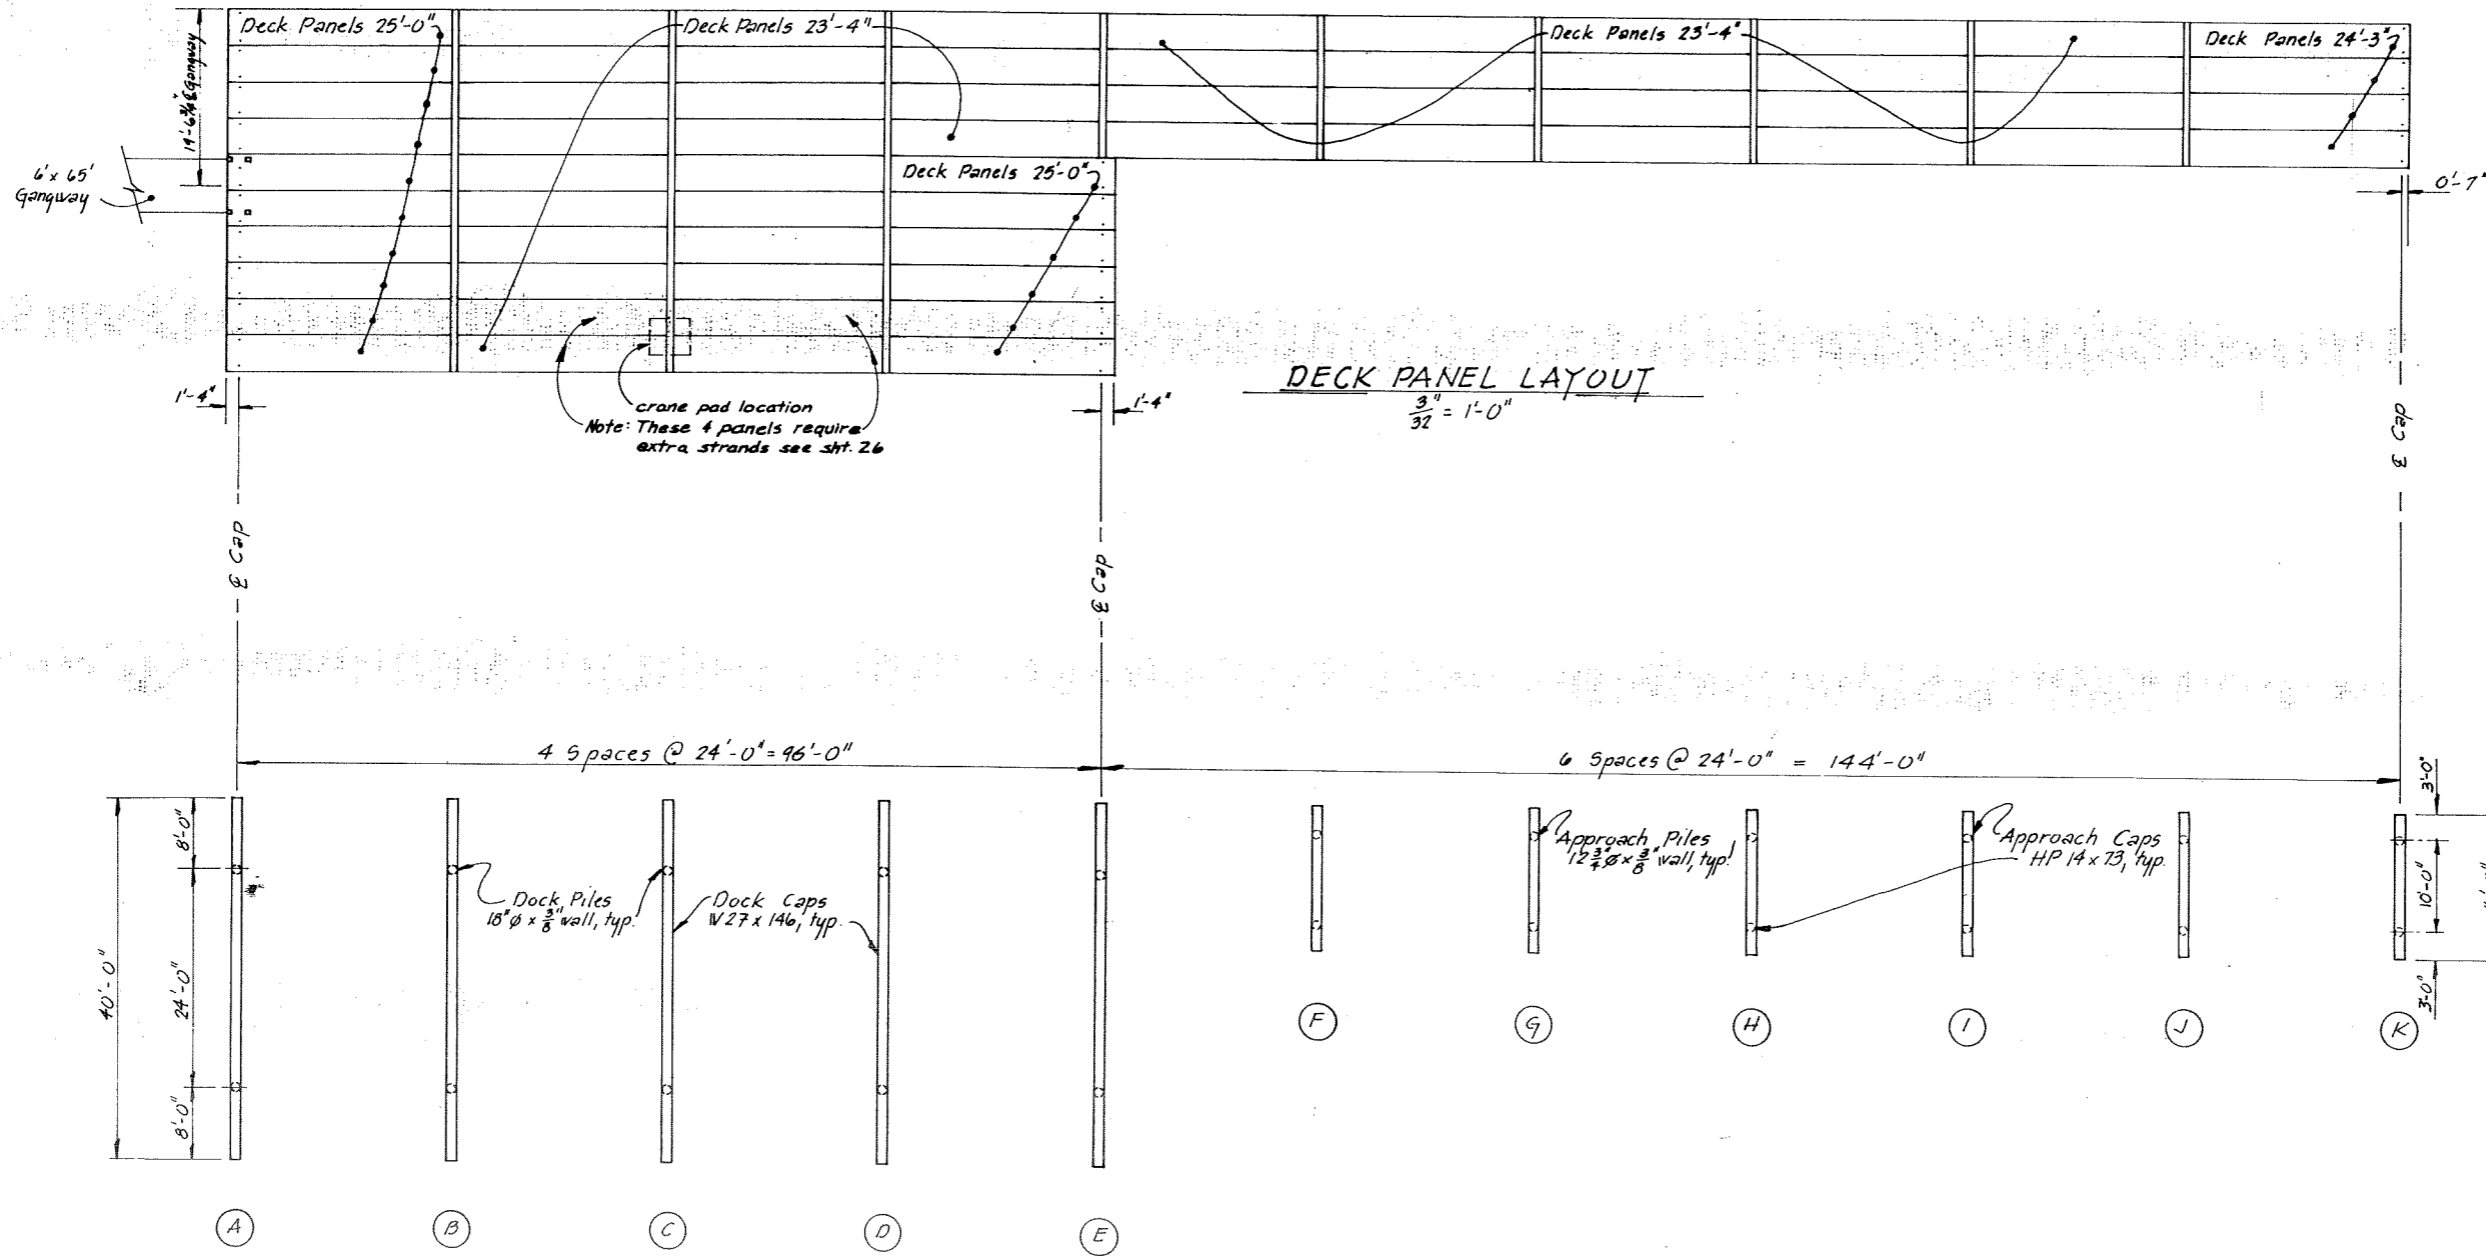 Deck Panels 25'-0"
Deck Panels 23'-4"
Deck Panels 23'-4"
Deck Panels 24'-3"
Gangway
6' x 65'
Gangway
Deck Panels 25'-0"
0'-7"
1'-4"
1'-4"
crane pad location
Note: These 4 panels require
extra strands see sht. 26
DECK PANEL LAYOUT
3/32" = 1'-0"
℄ Cap
℄ Cap
℄ Cap
4 Spaces @ 24'-0" = 96'-0"
6 Spaces @ 24'-0" = 144'-0"
40'-0"
8'-0"
24'-0"
8'-0"
Dock Piles
18"ø x 3/8" wall, typ.
Dock Caps
W 27 x 146, typ.
Approach Piles
12 3/4"ø x 3/8" wall, typ.
Approach Caps
HP 14 x 73, typ.
3'-0"
10'-0"
3'-0"
F
G
H
I
J
K
A
B
C
D
E